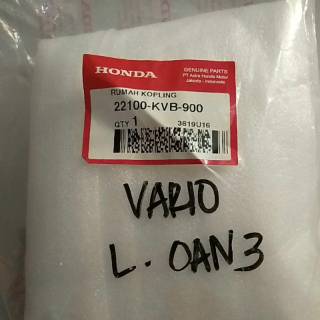 HONDA
GENUINE PARTS
PT Astra Honda Motor
Jakarta - Indonesia
RUMAH KOPLING
22100-KVB-900
QTY 1
3819U16
VARIO
L. OAN3